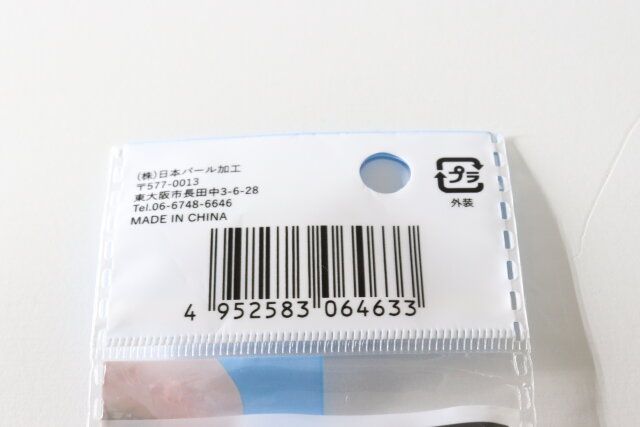 (株)日本パール加工
〒577-0013
東大阪市長田中3-6-28
Tel.06-6748-6646
MADE IN CHINA
プラ
外装
4 952583 064633